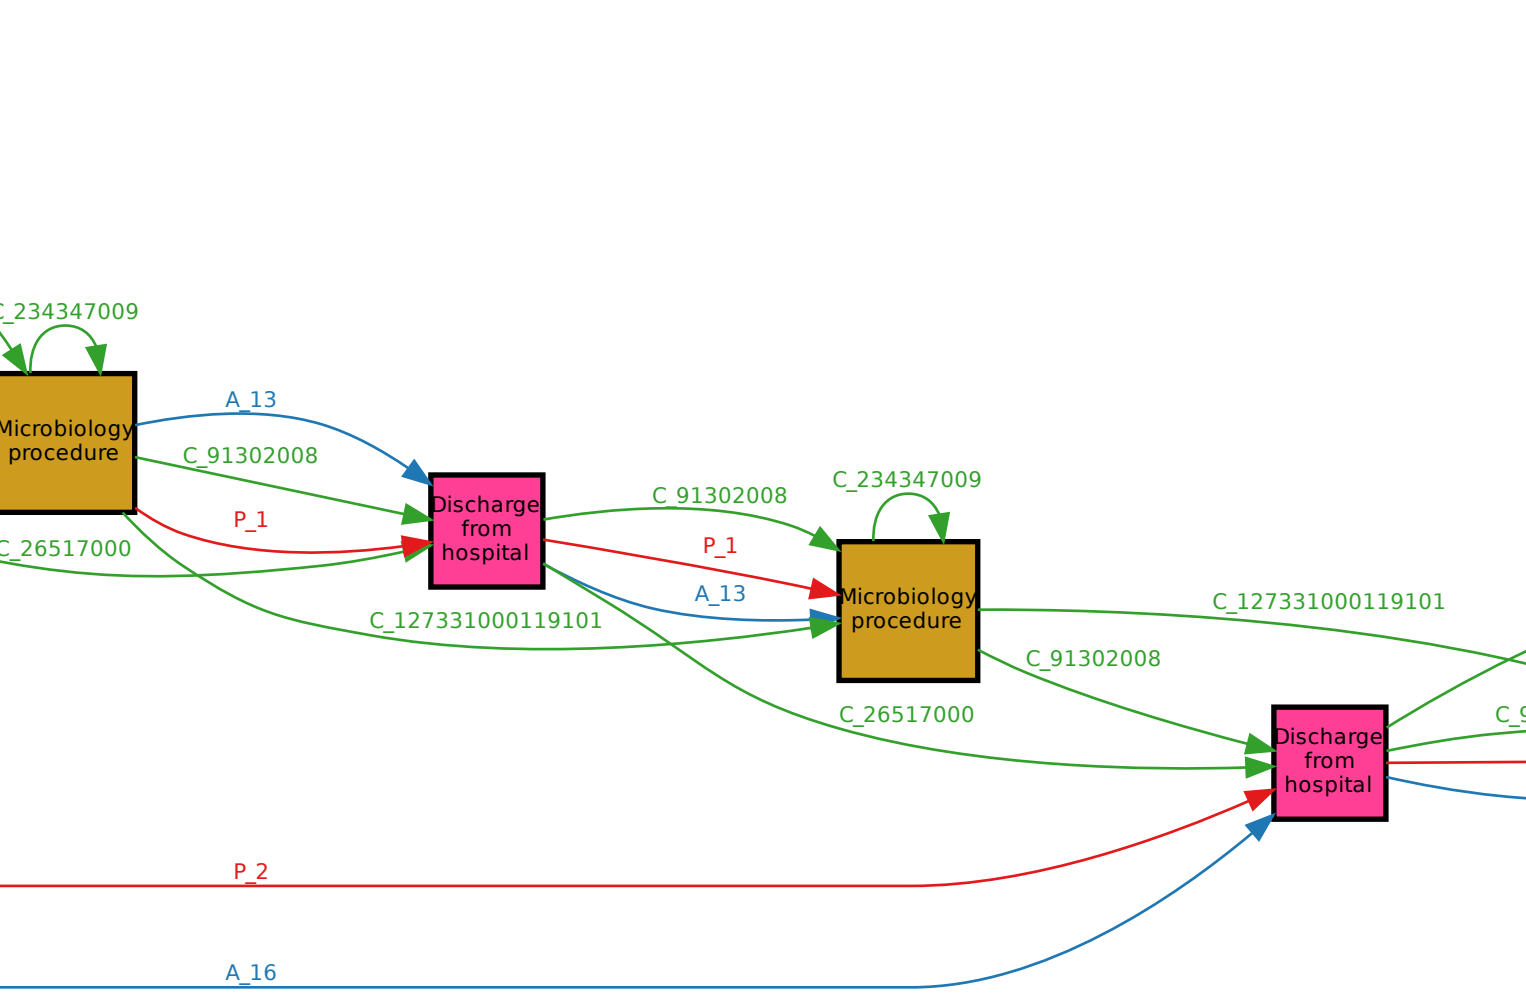 C_234347009
Microbiology
procedure
A_13
C_91302008
P_1
C_26517000
Discharge
from
hospital
C_127331000119101
C_91302008
P_1
A_13
C_26517000
C_234347009
Microbiology
procedure
C_127331000119101
C_91302008
Discharge
from
hospital
C_9
P_2
A_16